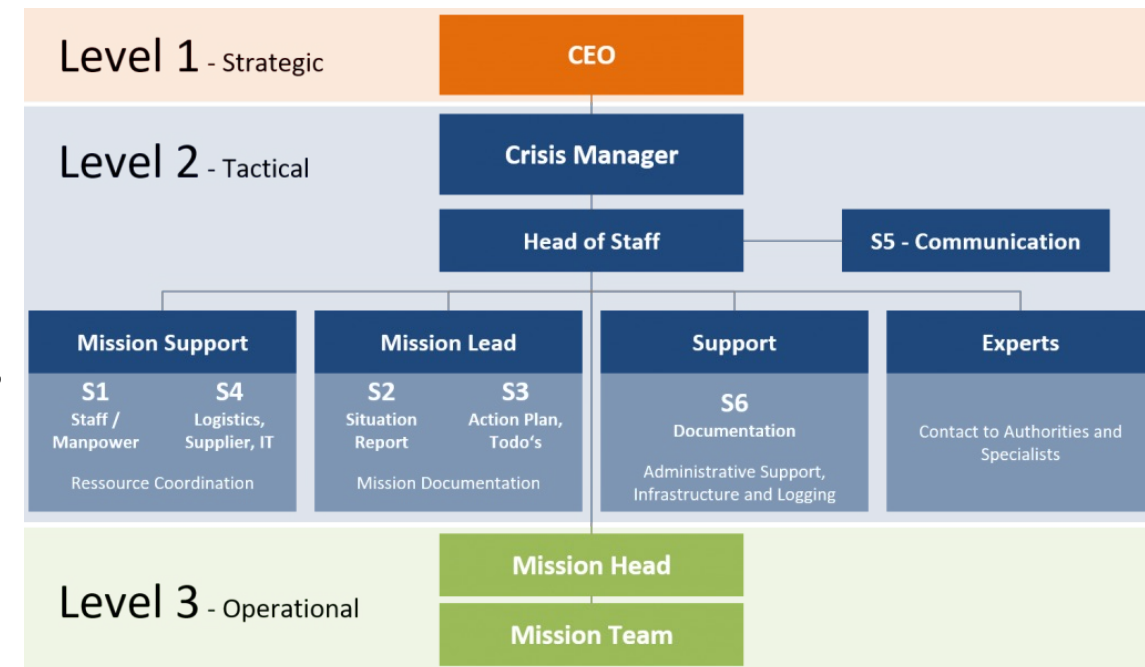 Level 1 - Strategic
CEO
Level 2 - Tactical
Crisis Manager
Head of Staff
S5 - Communication
Mission Support
S1
Staff /
Manpower
S4
Logistics,
Supplier, IT
Ressource Coordination
Mission Lead
S2
Situation
Report
S3
Action Plan,
Todo‘s
Mission Documentation
Support
S6
Documentation
Administrative Support,
Infrastructure and Logging
Experts
Contact to Authorities and
Specialists
Level 3 - Operational
Mission Head
Mission Team